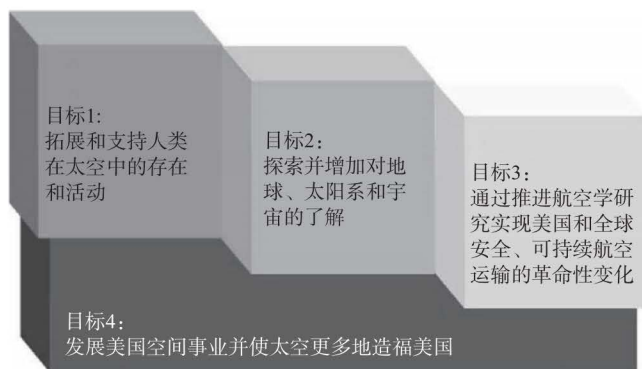 目标1:
拓展和支持人类
在太空中的存在
和活动
目标2：
探索并增加对地
球、太阳系和宇
宙的了解
目标3：
通过推进航空学研
究实现美国和全球
安全、可持续航空
运输的革命性变化
目标4：
发展美国空间事业并使太空更多地造福美国